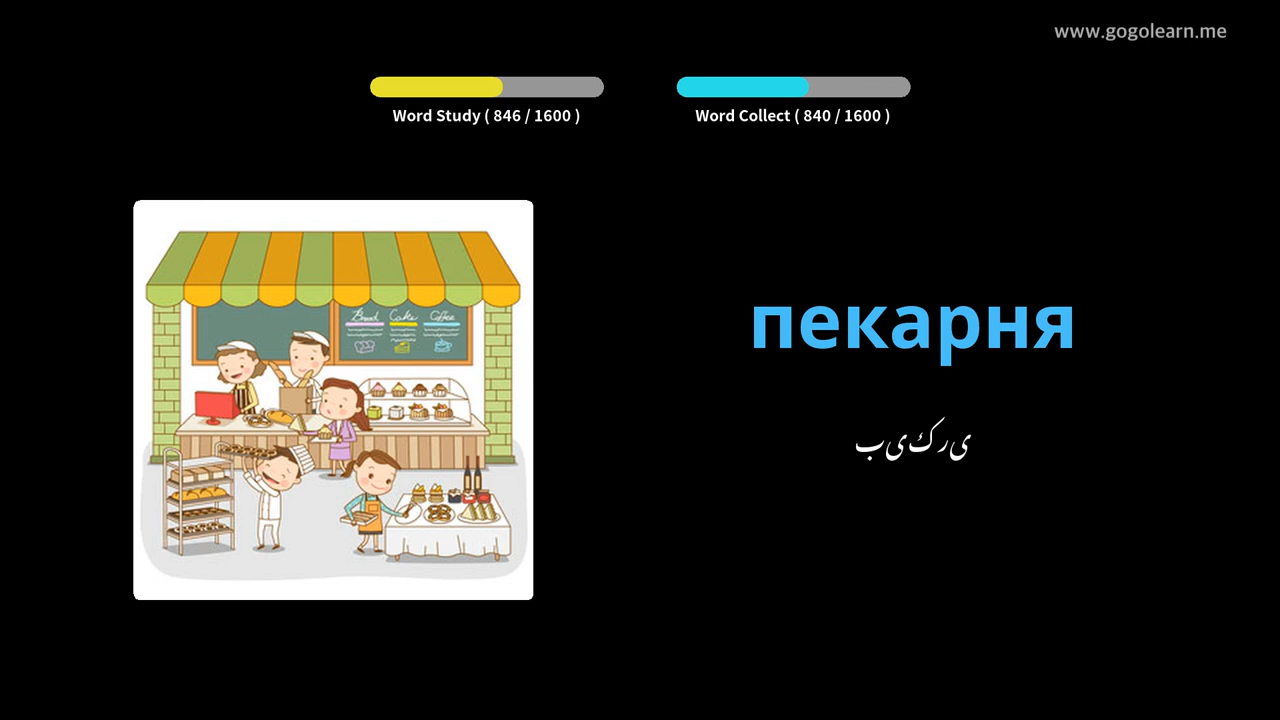 www.gogolearn.me
Word Study ( 846 / 1600 )
Word Collect ( 840 / 1600 )
Bread Cake Coffee
пекарня
بیکری